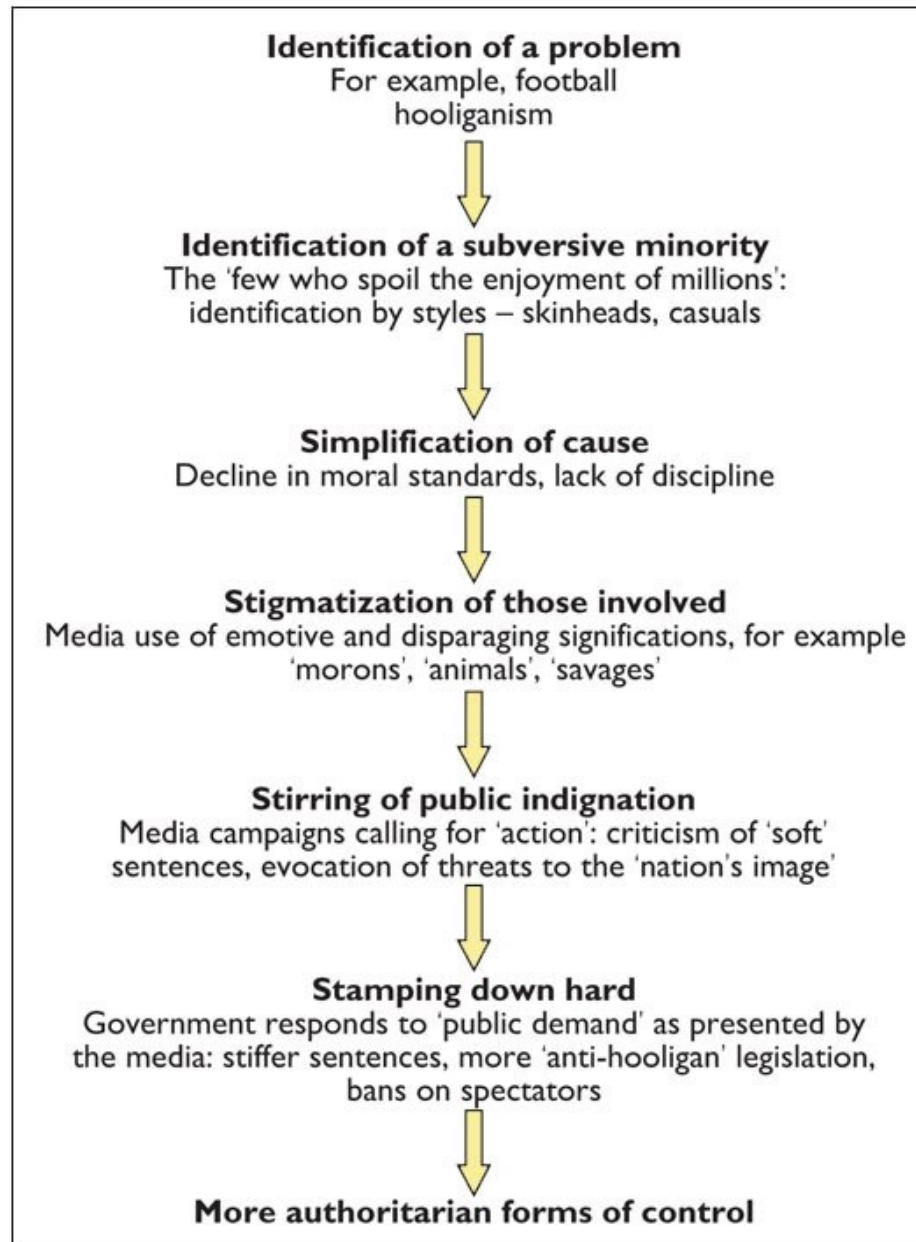 Identification of a problem
For example, football
hooliganism
Identification of a subversive minority
The ‘few who spoil the enjoyment of millions’:
identification by styles – skinheads, casuals
Simplification of cause
Decline in moral standards, lack of discipline
Stigmatization of those involved
Media use of emotive and disparaging significations, for example
‘morons’, ‘animals’, ‘savages’
Stirring of public indignation
Media campaigns calling for ‘action’: criticism of ‘soft’
sentences, evocation of threats to the ‘nation’s image’
Stamping down hard
Government responds to ‘public demand’ as presented by
the media: stiffer sentences, more ‘anti-hooligan’ legislation,
bans on spectators
More authoritarian forms of control